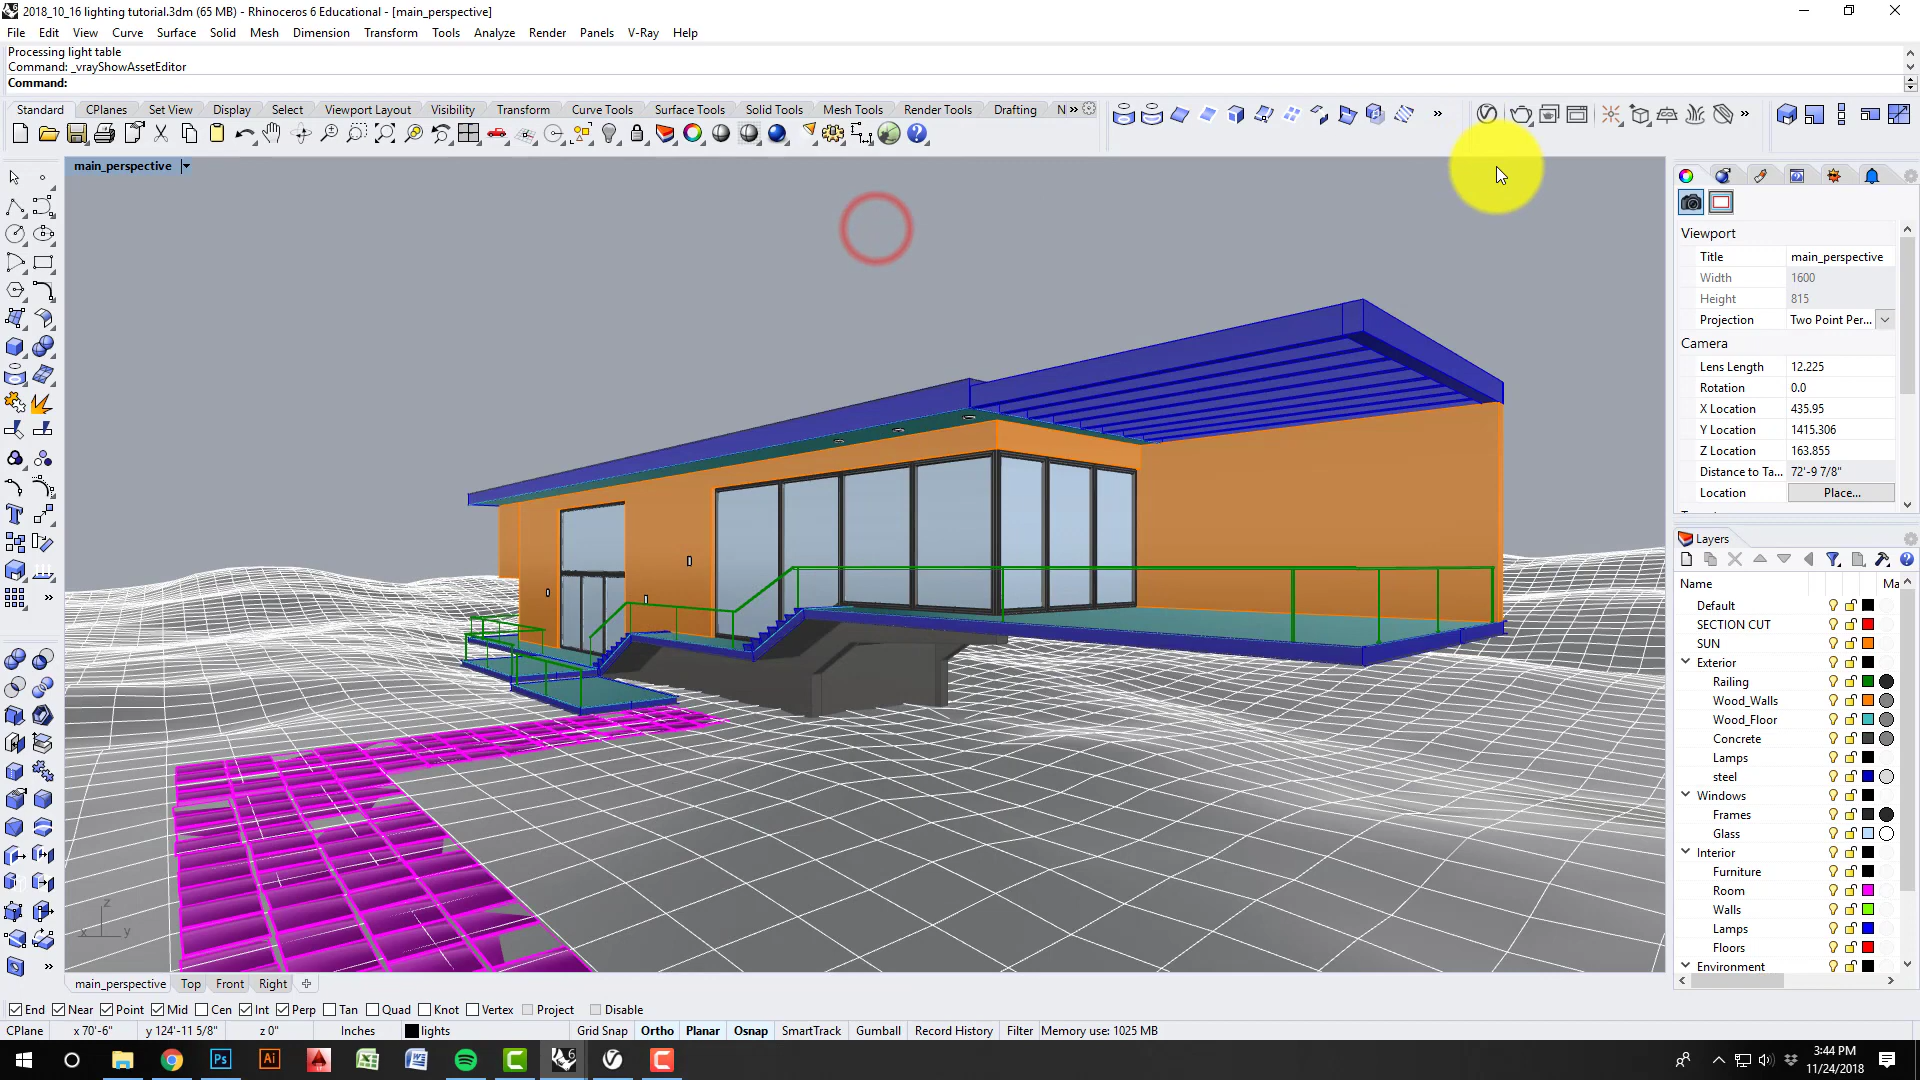 2018_10_16 lighting tutorial.3dm (65 MB) - Rhinoceros 6 Educational - [main_perspective]
File Edit View Curve Surface Solid Mesh Dimension Transform Tools Analyze Render Panels V-Ray Help
Processing light table
Command: _vrayShowAssetEditor
Command:
Standard CPlanes Set View Display Select Viewport Layout Visibility Transform Curve Tools Surface Tools Solid Tools Mesh Tools Render Tools Drafting N
main_perspective
Viewport
Title main_perspective
Width 1600
Height 815
Projection Two Point Per...
Camera
Lens Length 12.225
Rotation 0.0
X Location 435.95
Y Location 1415.306
Z Location 163.855
Distance to Ta... 72'-9 7/8"
Location Place...
Layers
Name Ma
Default
SECTION CUT
SUN
Exterior
Railing
Wood_Walls
Wood_Floor
Concrete
Lamps
steel
Windows
Frames
Glass
Interior
Furniture
Room
Walls
Lamps
Floors
Environment
z
x y
main_perspective Top Front Right
End Near Point Mid Cen Int Perp Tan Quad Knot Vertex Project Disable
CPlane x 70'-6" y 124'-11 5/8" z 0" Inches lights Grid Snap Ortho Planar Osnap SmartTrack Gumball Record History Filter Memory use: 1025 MB
3:44 PM
11/24/2018